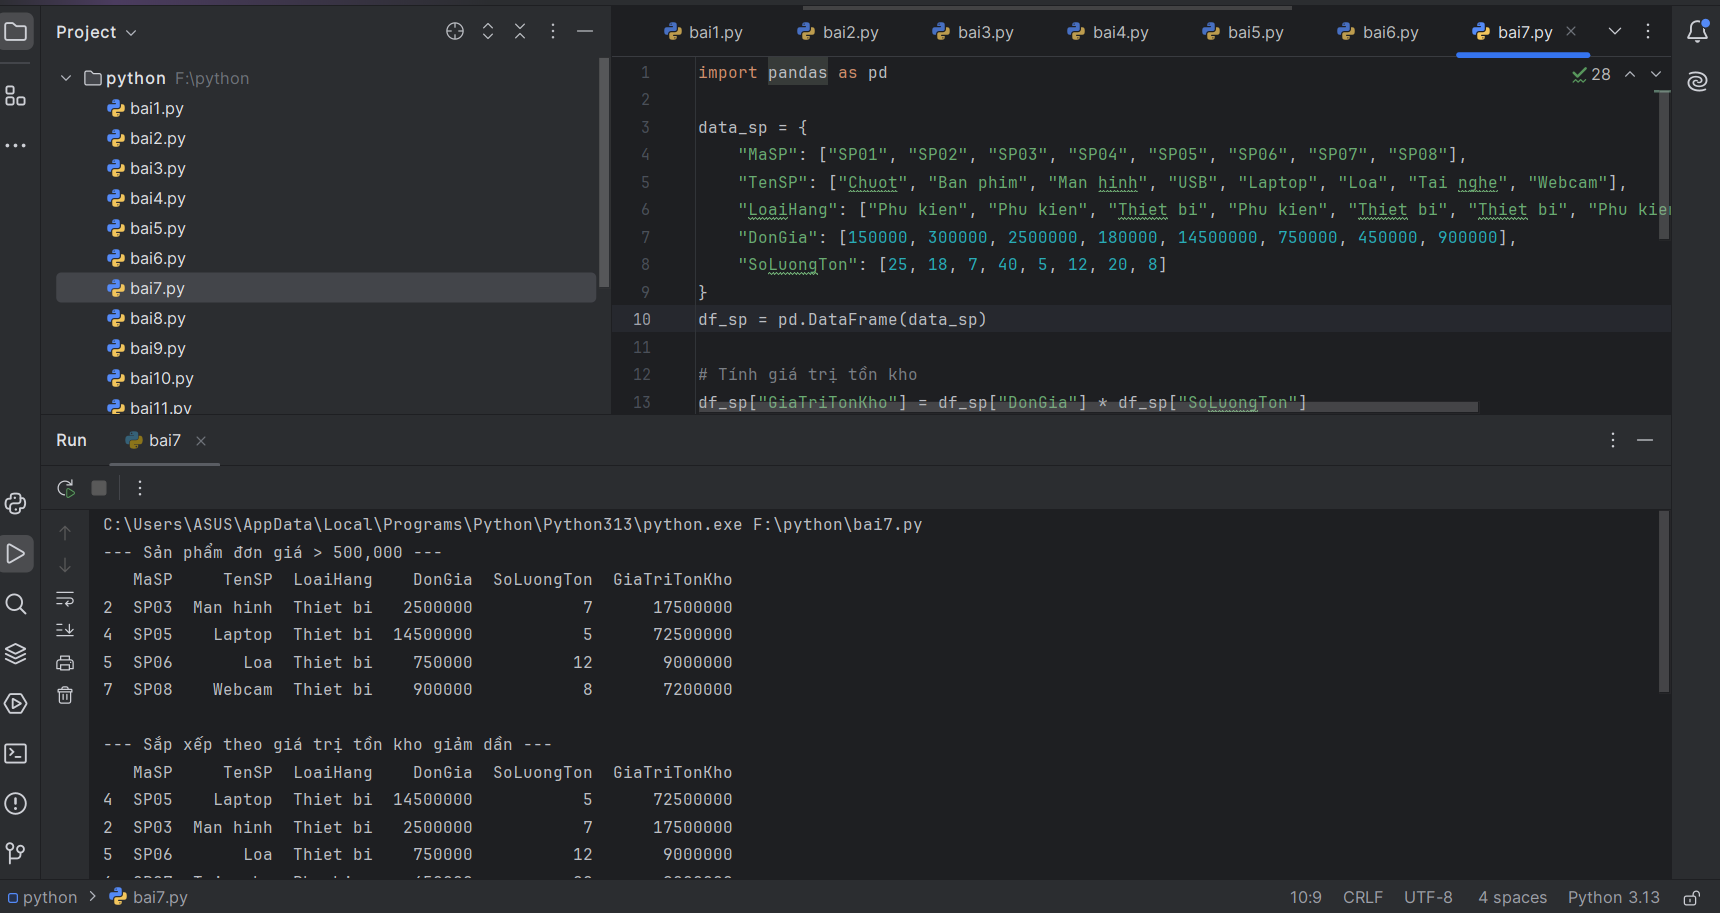 Project
python F:\python
bai1.py
bai2.py
bai3.py
bai4.py
bai5.py
bai6.py
bai7.py
bai8.py
bai9.py
bai10.py
bai11.py
bai1.py bai2.py bai3.py bai4.py bai5.py bai6.py bai7.py
28
1 import pandas as pd
2
3 data_sp = {
4 "MaSP": ["SP01", "SP02", "SP03", "SP04", "SP05", "SP06", "SP07", "SP08"],
5 "TenSP": ["Chuot", "Ban phim", "Man hinh", "USB", "Laptop", "Loa", "Tai nghe", "Webcam"],
6 "LoaiHang": ["Phu kien", "Phu kien", "Thiet bi", "Phu kien", "Thiet bi", "Thiet bi", "Phu kien
7 "DonGia": [150000, 300000, 2500000, 180000, 14500000, 750000, 450000, 900000],
8 "SoLuongTon": [25, 18, 7, 40, 5, 12, 20, 8]
9 }
10 df_sp = pd.DataFrame(data_sp)
11
12 # Tính giá trị tồn kho
13 df_sp["GiaTriTonKho"] = df_sp["DonGia"] * df_sp["SoLuongTon"]
Run bai7
C:\Users\ASUS\AppData\Local\Programs\Python\Python313\python.exe F:\python\bai7.py
--- Sản phẩm đơn giá > 500,000 ---
MaSP TenSP LoaiHang DonGia SoLuongTon GiaTriTonKho
2 SP03 Man hinh Thiet bi 2500000 7 17500000
4 SP05 Laptop Thiet bi 14500000 5 72500000
5 SP06 Loa Thiet bi 750000 12 9000000
7 SP08 Webcam Thiet bi 900000 8 7200000
--- Sắp xếp theo giá trị tồn kho giảm dần ---
MaSP TenSP LoaiHang DonGia SoLuongTon GiaTriTonKho
4 SP05 Laptop Thiet bi 14500000 5 72500000
2 SP03 Man hinh Thiet bi 2500000 7 17500000
5 SP06 Loa Thiet bi 750000 12 9000000
python > bai7.py
10:9 CRLF UTF-8 4 spaces Python 3.13